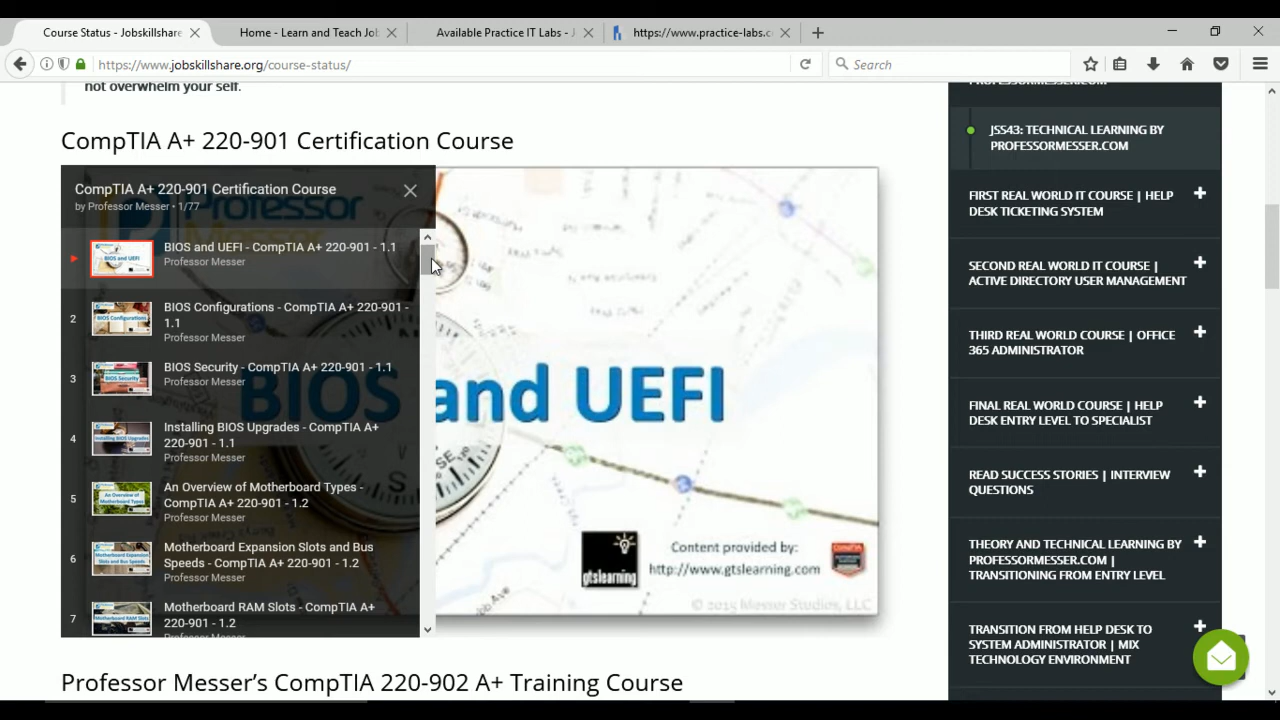 Course Status - Jobskillshare
Home - Learn and Teach Jo
Available Practice IT Labs - J
https://www.practice-labs.c
https://www.jobskillshare.org/course-status/
Search
not overwhelm your self.
CompTIA A+ 220-901 Certification Course
CompTIA A+ 220-901 Certification Course
by Professor Messer • 1/77
BIOS and UEFI - CompTIA A+ 220-901 - 1.1
Professor Messer
2
BIOS Configurations - CompTIA A+ 220-901 -
1.1
Professor Messer
3
BIOS Security - CompTIA A+ 220-901 - 1.1
Professor Messer
4
Installing BIOS Upgrades - CompTIA A+
220-901 - 1.1
Professor Messer
5
An Overview of Motherboard Types -
CompTIA A+ 220-901 - 1.2
Professor Messer
6
Motherboard Expansion Slots and Bus
Speeds - CompTIA A+ 220-901 - 1.2
Professor Messer
7
Motherboard RAM Slots - CompTIA A+
220-901 - 1.2
Professor Messer
BIOS and UEFI
gtslearning
Content provided by:
http://www.gtslearning.com
© 2015 Messer Studios, LLC
Professor Messer's CompTIA 220-902 A+ Training Course
PROFESSORMESSER.COM
JSS43: TECHNICAL LEARNING BY
PROFESSORMESSER.COM
FIRST REAL WORLD IT COURSE | HELP
DESK TICKETING SYSTEM
SECOND REAL WORLD IT COURSE |
ACTIVE DIRECTORY USER MANAGEMENT
THIRD REAL WORLD COURSE | OFFICE
365 ADMINISTRATOR
FINAL REAL WORLD COURSE | HELP
DESK ENTRY LEVEL TO SPECIALIST
READ SUCCESS STORIES | INTERVIEW
QUESTIONS
THEORY AND TECHNICAL LEARNING BY
PROFESSORMESSER.COM |
TRANSITIONING FROM ENTRY LEVEL
TRANSITION FROM HELP DESK TO
SYSTEM ADMINISTRATOR | MIX
TECHNOLOGY ENVIRONMENT